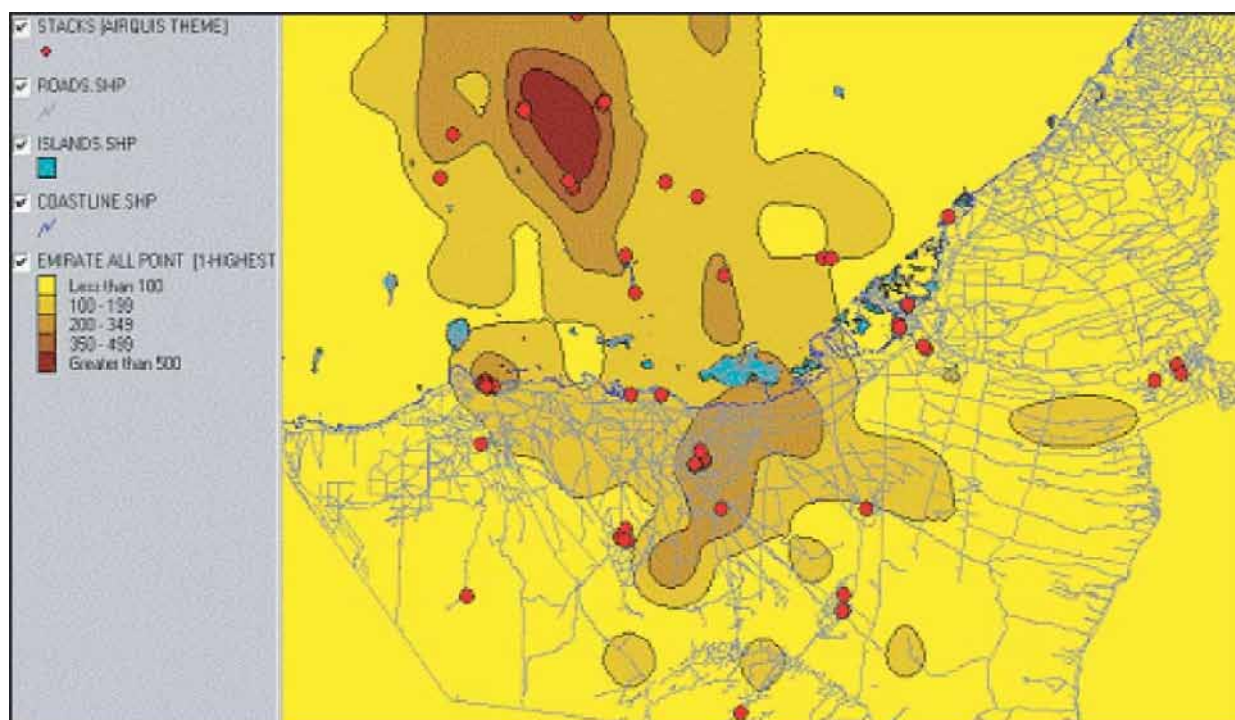 STACKS (AIRQUIS THEME)
ROADS.SHP
ISLANDS.SHP
COASTLINE.SHP
EMIRATE ALL POINT (1-HIGHEST
Less than 100
100 - 199
200 - 349
350 - 499
Greater than 500